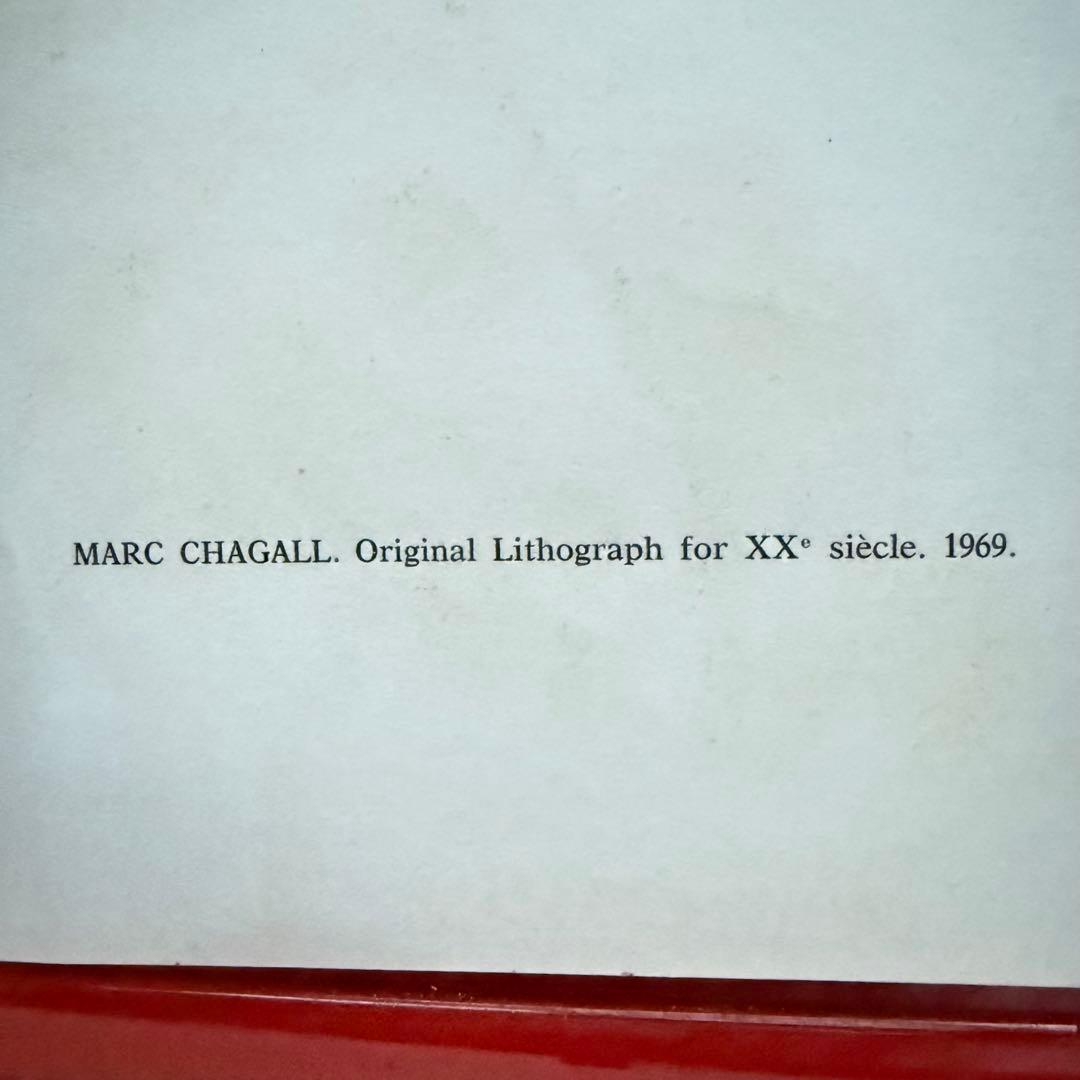 MARC CHAGALL. Original Lithograph for XXᵉ siècle. 1969.